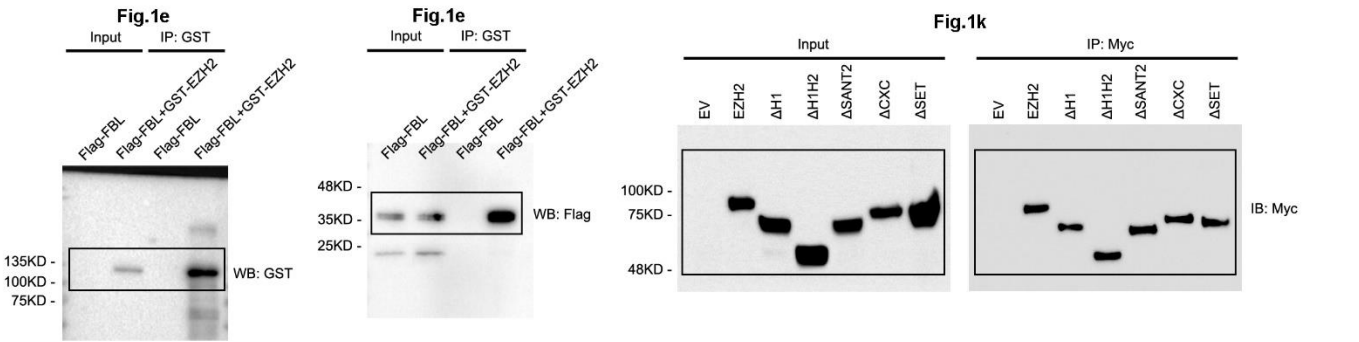 Fig.1e
Input IP: GST
Flag-FBL
Flag-FBL+GST-EZH2
Flag-FBL
Flag-FBL+GST-EZH2
135KD -
100KD -
75KD -
WB: GST
Fig.1e
Input IP: GST
Flag-FBL
Flag-FBL+GST-EZH2
Flag-FBL
Flag-FBL+GST-EZH2
48KD -
35KD -
25KD -
WB: Flag
Fig.1k
Input
EV
EZH2
ΔH1
ΔH1H2
ΔSANT2
ΔCXC
ΔSET
100KD -
75KD -
48KD -
IP: Myc
EV
EZH2
ΔH1
ΔH1H2
ΔSANT2
ΔCXC
ΔSET
IB: Myc